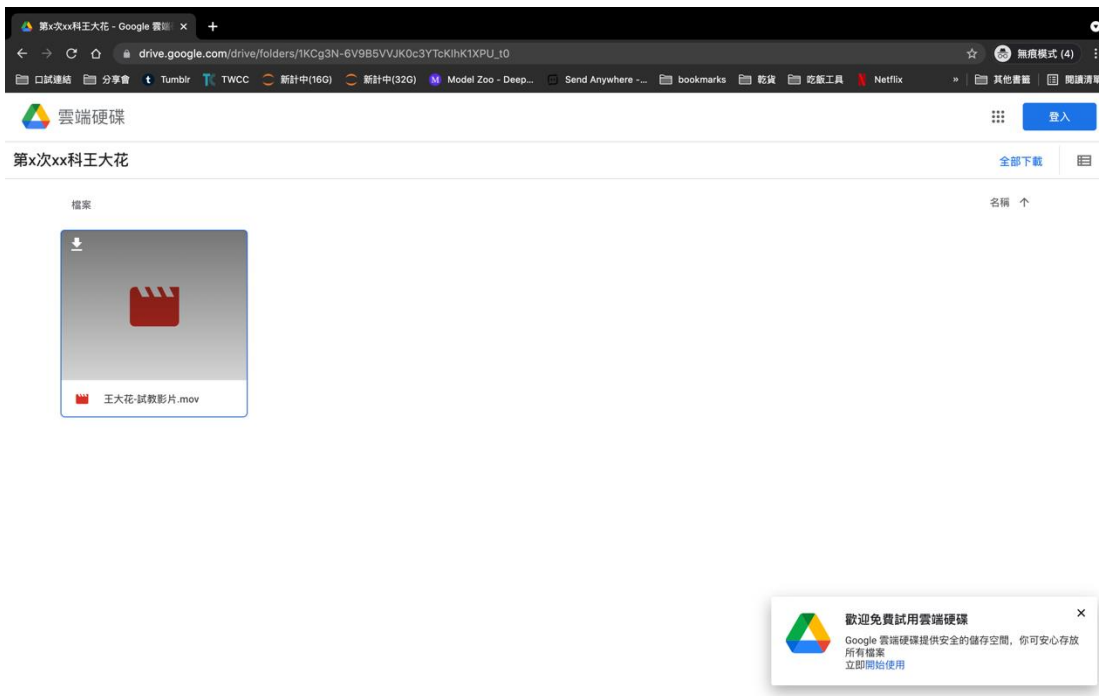 第x次xx科王大花 - Google 雲端
drive.google.com/drive/folders/1KCg3N-6V9B5VVJK0c3YTcKlhK1XPU_t0
無痕模式 (4)
口試連結 分享會 Tumblr TWCC 新計中(16G) 新計中(32G) Model Zoo - Deep... Send Anywhere -... bookmarks 乾貨 吃飯工具 Netflix » 其他書籤 閱讀清單
雲端硬碟
登入
第x次xx科王大花
全部下載
檔案
名稱
王大花-試教影片.mov
歡迎免費試用雲端硬碟
Google 雲端硬碟提供安全的儲存空間，你可安心存放
所有檔案
立即開始使用